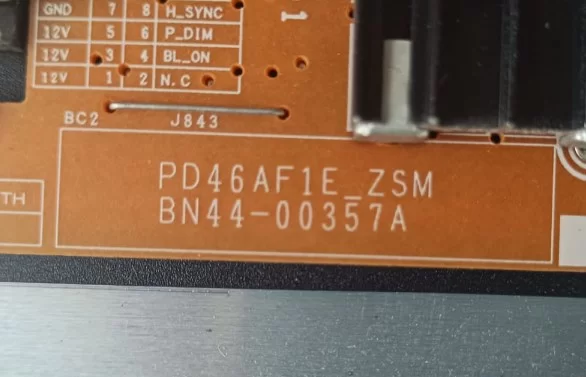 GND 7 8 H_SYNC
12V 5 6 P_DIM
12V 3 4 BL_ON
12V 1 2 N.C
1
BC2 J843
TH
PD46AF1E_ZSM
BN44-00357A